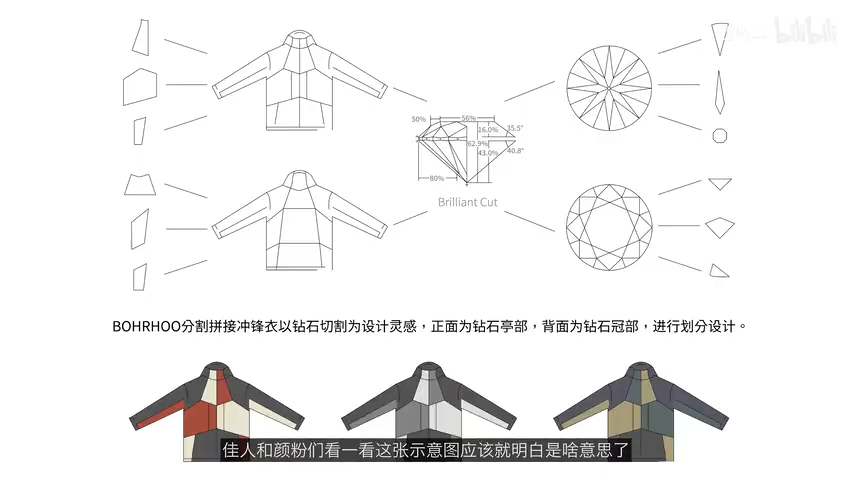 bilibili
50%
56%
16.0%
35.5°
62.9%
43.0%
40.8°
80%
Brilliant Cut
BOHRHOO分割拼接冲锋衣以钻石切割为设计灵感，正面为钻石亭部，背面为钻石冠部，进行划分设计。
佳人和颜粉们看一看这张示意图应该就明白是啥意思了